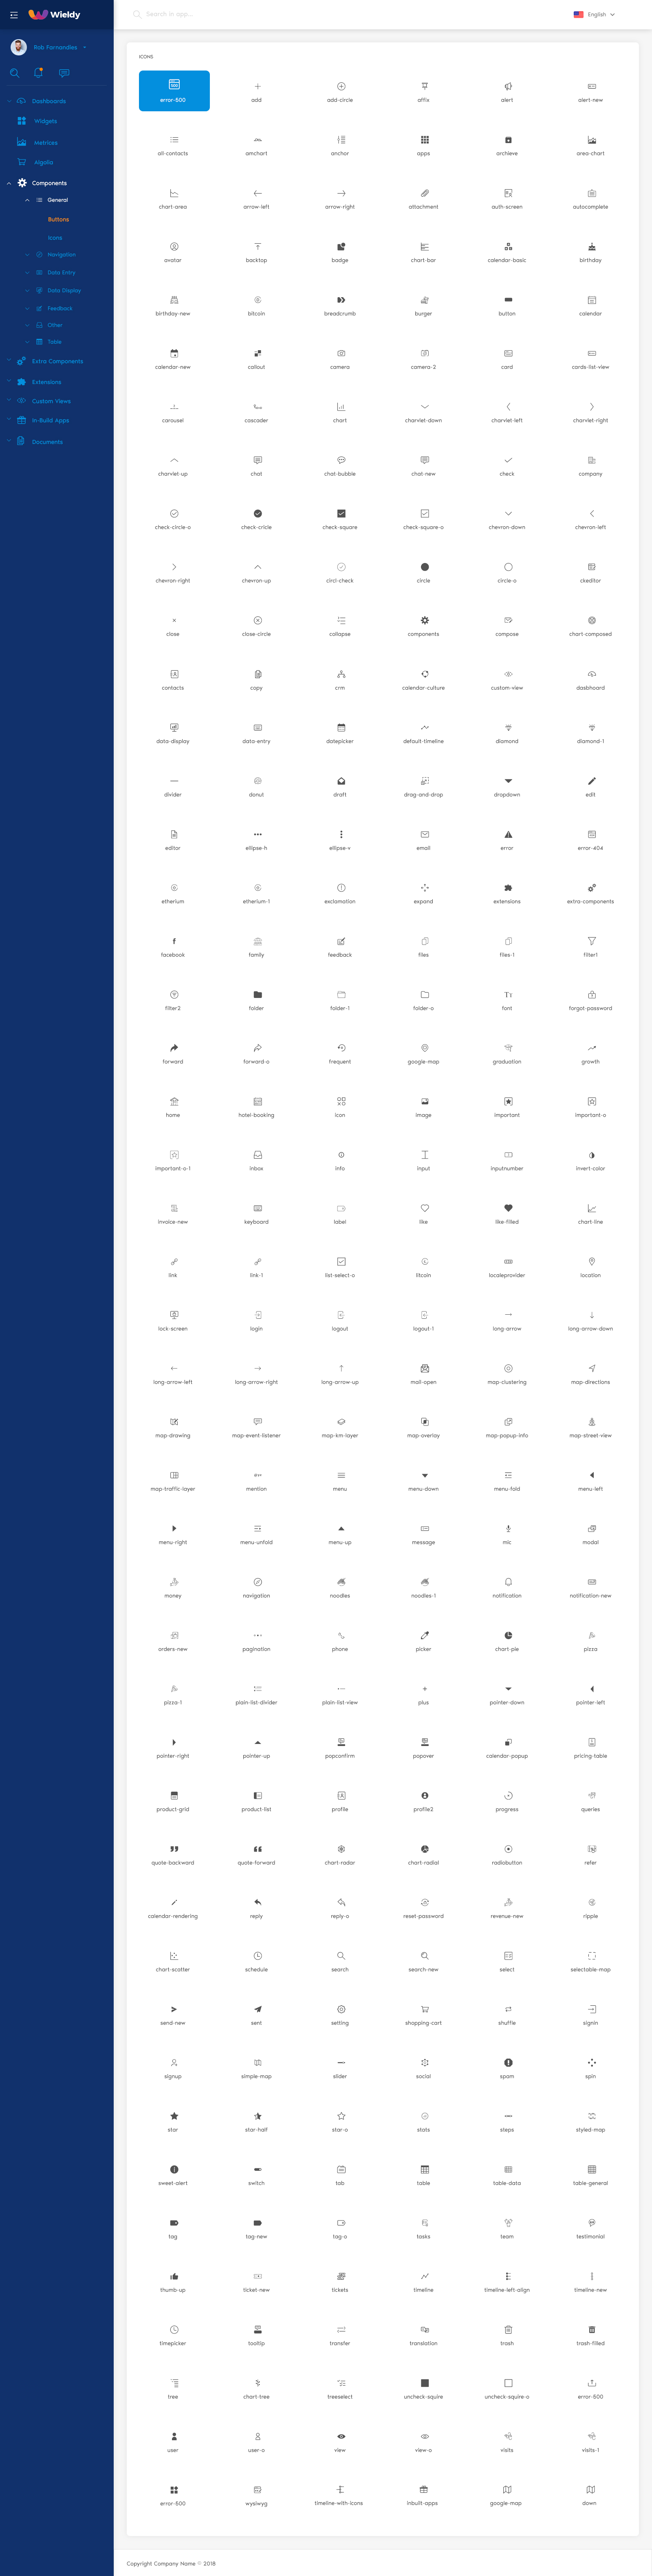 Wieldy
Search in app...
English
Rob Farnandies
Dashboards
Widgets
Metrices
Algolia
Components
General
Buttons
Icons
Navigation
Data Entry
Data Display
Feedback
Other
Table
Extra Components
Extensions
Custom Views
In-Build Apps
Documents
ICONS
error-500 add add-circle affix alert alert-new
all-contacts amchart anchor apps archieve area-chart
chart-area arrow-left arrow-right attachment auth-screen autocomplete
avatar backtop badge chart-bar calendar-basic birthday
birthday-new bitcoin breadcrumb burger button calendar
calendar-new callout camera camera-2 card cards-list-view
carousel cascader chart charvlet-down charvlet-left charvlet-right
charvlet-up chat chat-bubble chat-new check company
check-circle-o check-cricle check-square check-square-o chevron-down chevron-left
chevron-right chevron-up circl-check circle circle-o ckeditor
close close-circle collapse components compose chart-composed
contacts copy crm calendar-culture custom-view dasbhoard
data-display data-entry datepicker default-timeline diamond diamond-1
divider donut draft drag-and-drop dropdown edit
editor ellipse-h ellipse-v email error error-404
etherium etherium-1 exclamation expand extensions extra-components
facebook family feedback files files-1 filter1
filter2 folder folder-1 folder-o font forgot-password
forward forward-o frequent google-map graduation growth
home hotel-booking icon image important important-o
important-o-1 inbox info input inputnumber invert-color
invoice-new keyboard label like like-filled chart-line
link link-1 list-select-o litcoin localeprovider location
lock-screen login logout logout-1 long-arrow long-arrow-down
long-arrow-left long-arrow-right long-arrow-up mail-open map-clustering map-directions
map-drawing map-event-listener map-km-layer map-overlay map-popup-info map-street-view
map-traffic-layer mention menu menu-down menu-fold menu-left
menu-right menu-unfold menu-up message mic modal
money navigation noodles noodles-1 notification notification-new
orders-new pagination phone picker chart-pie pizza
pizza-1 plain-list-divider plain-list-view plus pointer-down pointer-left
pointer-right pointer-up popconfirm popover calendar-popup pricing-table
product-grid product-list profile profile2 progress queries
quote-backward quote-forward chart-radar chart-radial radiobutton refer
calendar-rendering reply reply-o reset-password revenue-new ripple
chart-scatter schedule search search-new select selectable-map
send-new sent setting shopping-cart shuffle signin
signup simple-map slider social spam spin
star star-half star-o stats steps styled-map
sweet-alert switch tab table table-data table-general
tag tag-new tag-o tasks team testimonial
thumb-up ticket-new tickets timeline timeline-left-align timeline-new
timepicker tooltip transfer translation trash trash-filled
tree chart-tree treeselect uncheck-squire uncheck-squire-o error-600
user user-o view view-o visits visits-1
error-600 wysiwyg timeline-with-icons inbuilt-apps google-map down
Copyright Company Name © 2018